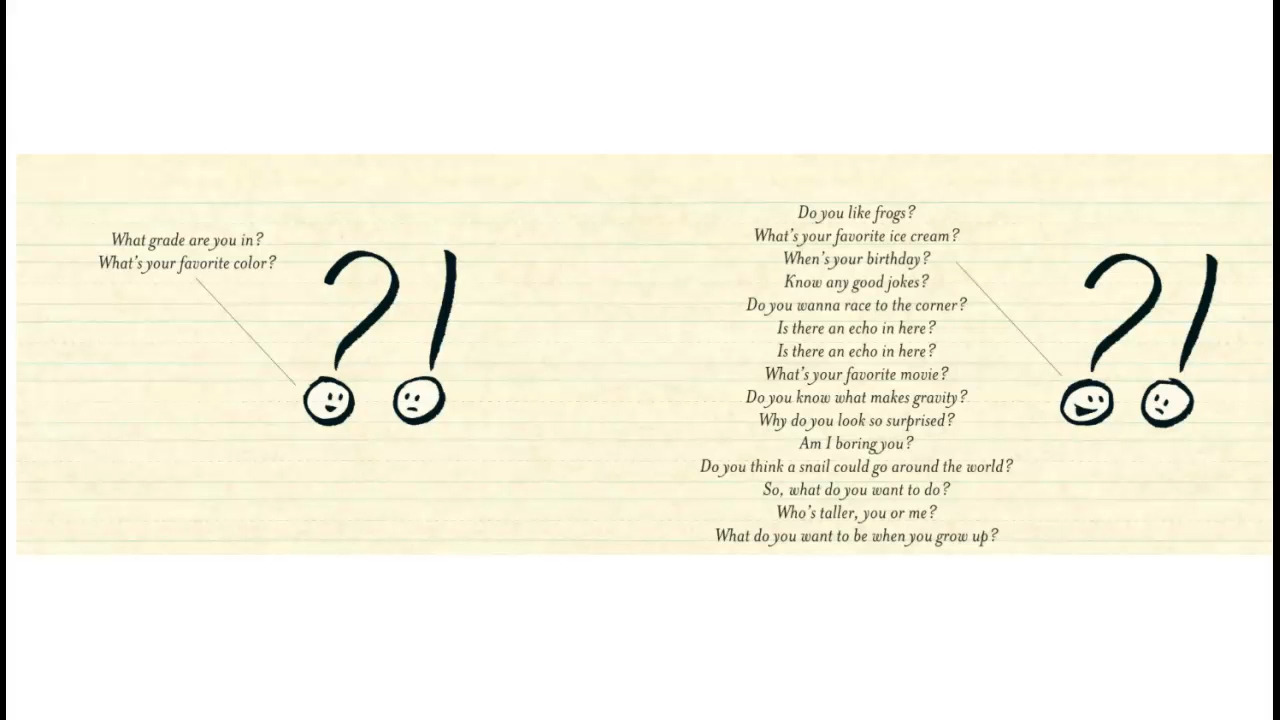 What grade are you in?
What's your favorite color?
Do you like frogs?
What's your favorite ice cream?
When's your birthday?
Know any good jokes?
Do you wanna race to the corner?
Is there an echo in here?
Is there an echo in here?
What's your favorite movie?
Do you know what makes gravity?
Why do you look so surprised?
Am I boring you?
Do you think a snail could go around the world?
So, what do you want to do?
Who's taller, you or me?
What do you want to be when you grow up?